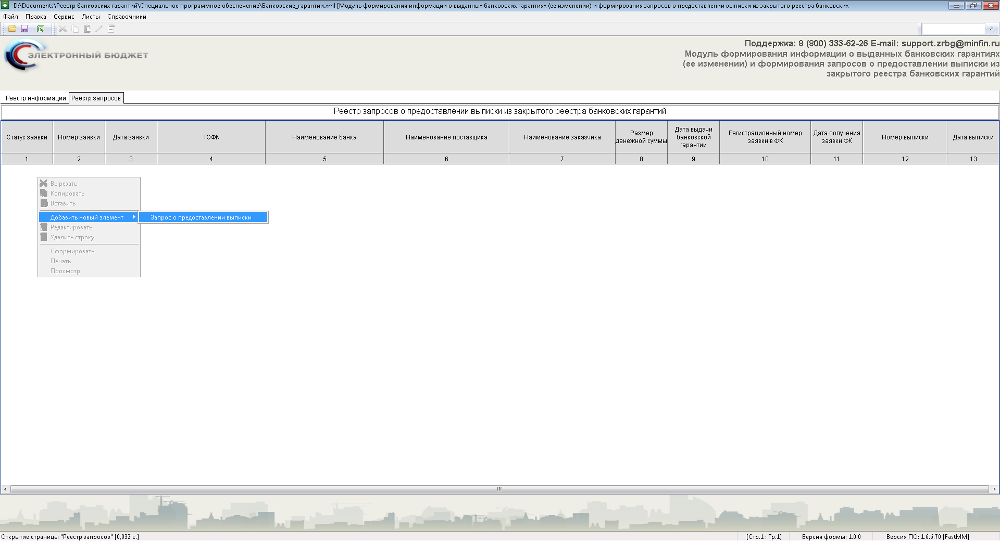 D:\Documents\Реестр банковских гарантий\Специальное программное обеспечение\Банковские_гарантии.xml [Модуль формирования информации о выданных банковских гарантиях (ее изменении) и формирования запросов о предоставлении выписки из закрытого реестра банковских
Файл Правка Сервис Листы Справочники
ЭЛЕКТРОННЫЙ БЮДЖЕТ
Поддержка: 8 (800) 333-62-26 E-mail: support.zrbg@minfin.ru
Модуль формирования информации о выданных банковских гарантиях
(ее изменении) и формирования запросов о предоставлении выписки из
закрытого реестра банковских гарантий
Реестр информации Реестр запросов
Реестр запросов о предоставлении выписки из закрытого реестра банковских гарантий
Статус заявки
Номер заявки
Дата заявки
ТОФК
Наименование банка
Наименование поставщика
Наименование заказчика
Размер
денежной суммы
Дата выдачи
банковской
гарантии
Регистрационный номер
заявки в ФК
Дата получения
заявки ФК
Номер выписки
Дата выписки
1 2 3 4 5 6 7 8 9 10 11 12 13
Вырезать
Копировать
Вставить
Добавить новый элемент
Запрос о предоставлении выписки
Редактировать
Удалить строку
Сформировать
Печать
Просмотр
Открытие страницы "Реестр запросов" [0,032 с.]
[Стр.1 : Гр.1]
Версия формы: 1.0.0
Версия ПО: 1.6.6.70 [FastMM]